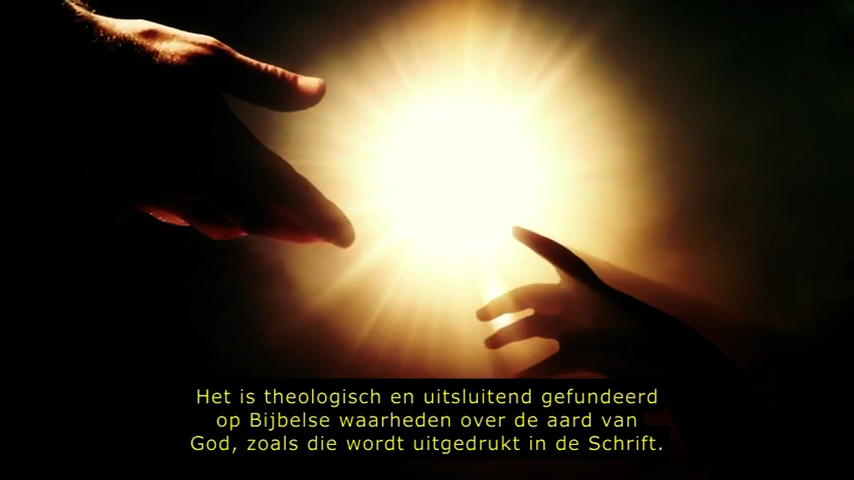 Het is theologisch en uitsluitend gefundeerd
op Bijbelse waarheden over de aard van
God, zoals die wordt uitgedrukt in de Schrift.